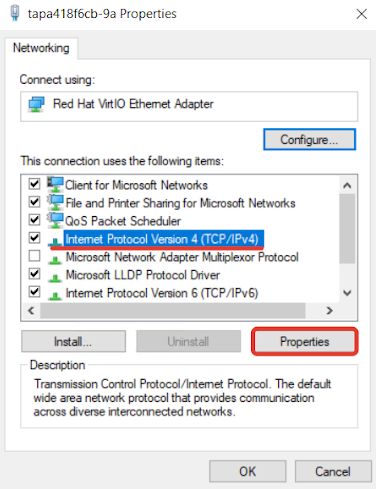 tapa418f6cb-9a Properties
Networking
Connect using:
Red Hat VirtIO Ethernet Adapter
Configure...
This connection uses the following items:
Client for Microsoft Networks
File and Printer Sharing for Microsoft Networks
QoS Packet Scheduler
Internet Protocol Version 4 (TCP/IPv4)
Microsoft Network Adapter Multiplexor Protocol
Microsoft LLDP Protocol Driver
Internet Protocol Version 6 (TCP/IPv6)
Install...
Uninstall
Properties
Description
Transmission Control Protocol/Internet Protocol. The default
wide area network protocol that provides communication
across diverse interconnected networks.
OK
Cancel